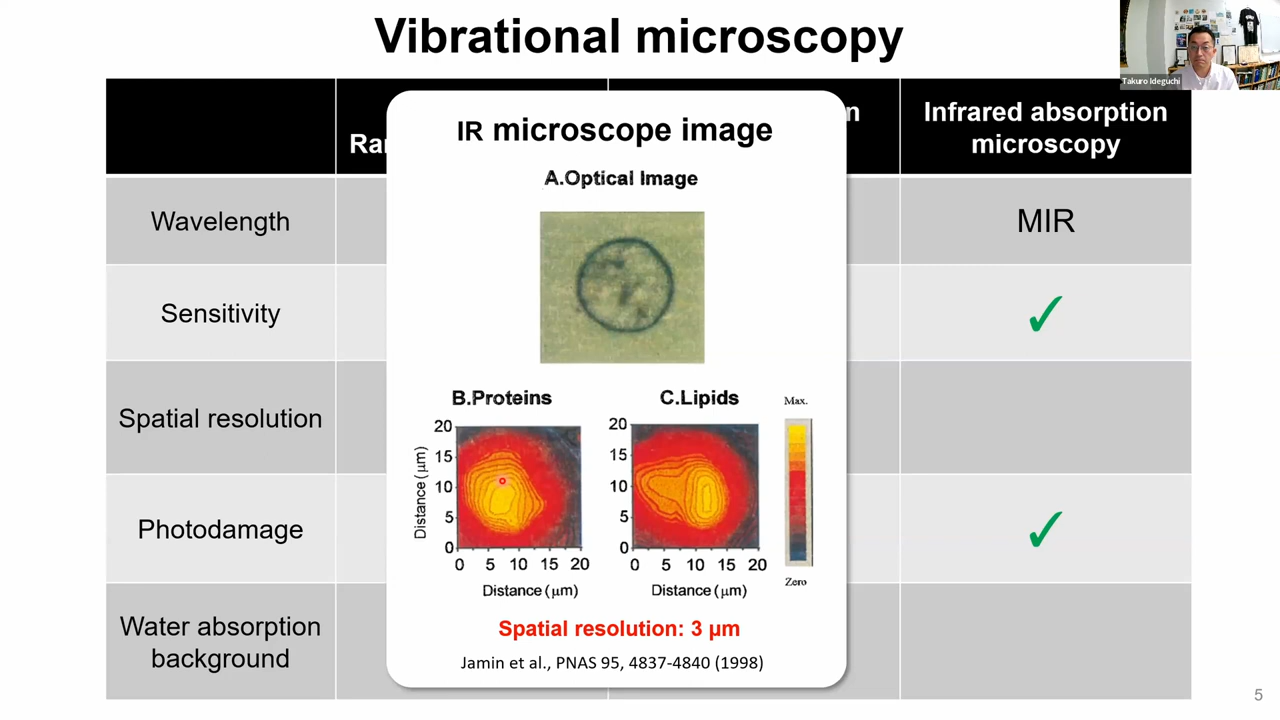 Vibrational microscopy
Takuro Ideguchi
Infrared absorption
microscopy
IR microscope image
A.Optical Image
Wavelength
MIR
Sensitivity
✓
B.Proteins
C.Lipids
Max.
20
15
10
5
0
Distance (μm)
0 5 10 15 20
Distance (μm)
20
15
10
5
0
0 5 10 15 20
Distance (μm)
Zero
Spatial resolution
Photodamage
✓
Spatial resolution: 3 μm
Jamin et al., PNAS 95, 4837-4840 (1998)
Water absorption
background
5